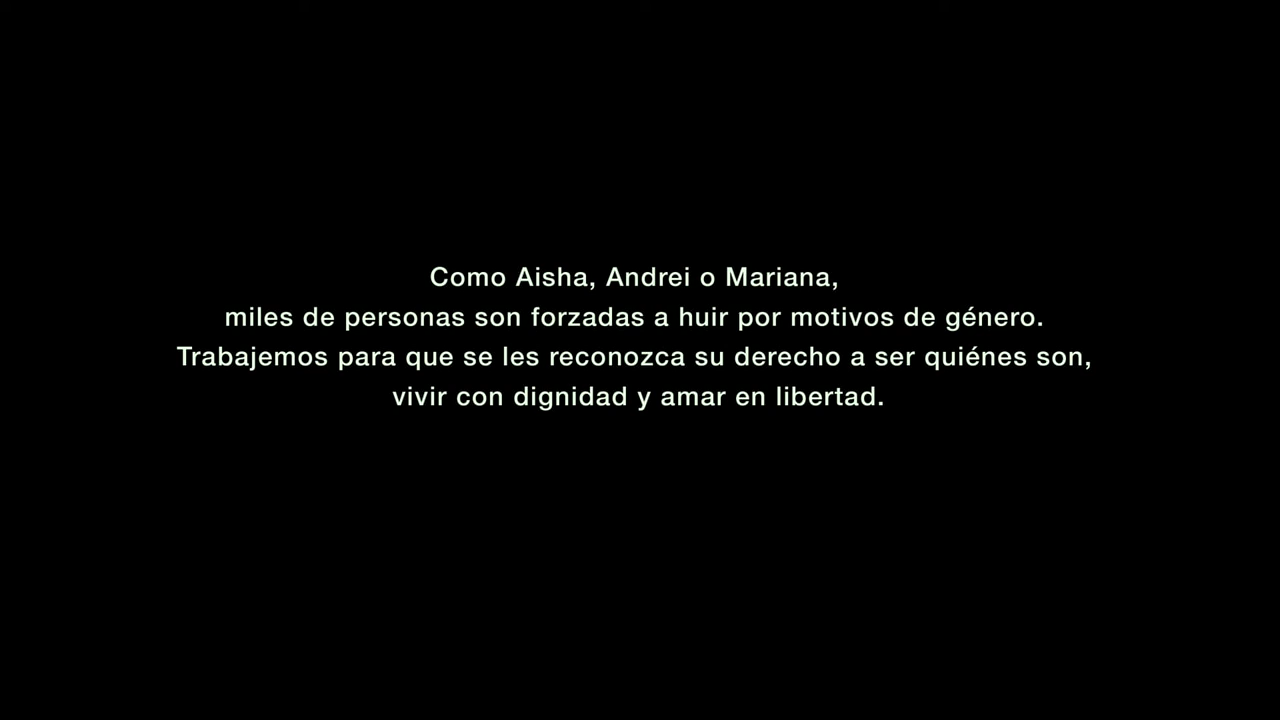 Como Aisha, Andrei o Mariana,
miles de personas son forzadas a huir por motivos de género.
Trabajemos para que se les reconozca su derecho a ser quiénes son,
vivir con dignidad y amar en libertad.